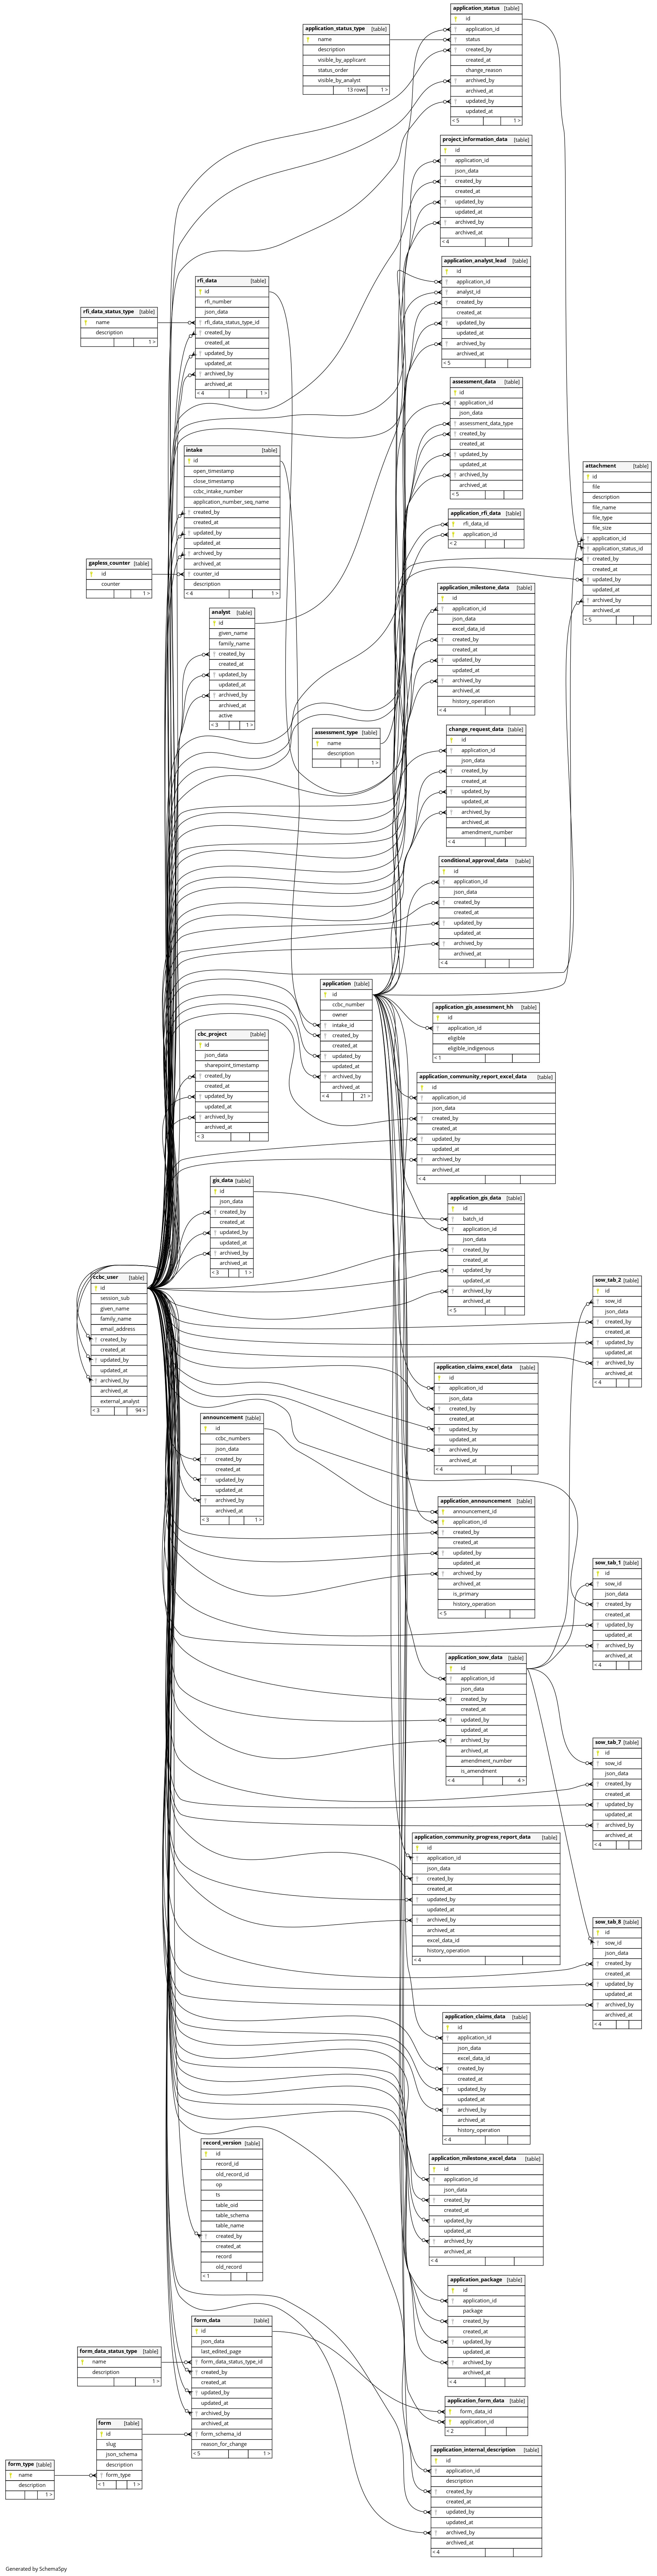 application_status [table]
id
application_id
status
created_by
created_at
change_reason
archived_by
archived_at
updated_by
updated_at
< 5 1 >
application_status_type [table]
name
description
visible_by_applicant
status_order
visible_by_analyst
13 rows 1 >
project_information_data [table]
id
application_id
json_data
created_by
created_at
updated_by
updated_at
archived_by
archived_at
< 4
application_analyst_lead [table]
id
application_id
analyst_id
created_by
created_at
updated_by
updated_at
archived_by
archived_at
< 5
rfi_data [table]
id
rfi_number
json_data
rfi_data_status_type_id
created_by
created_at
updated_by
updated_at
archived_by
archived_at
< 4 1 >
rfi_data_status_type [table]
name
description
1 >
assessment_data [table]
id
application_id
json_data
assessment_data_type
created_by
created_at
updated_by
updated_at
archived_by
archived_at
< 5
intake [table]
id
open_timestamp
close_timestamp
ccbc_intake_number
application_number_seq_name
created_by
created_at
updated_by
updated_at
archived_by
archived_at
counter_id
description
< 4 1 >
attachment [table]
id
file
description
file_name
file_type
file_size
application_id
application_status_id
created_by
created_at
updated_by
updated_at
archived_by
archived_at
< 5
application_rfi_data [table]
rfi_data_id
application_id
< 2
gapless_counter [table]
id
counter
1 >
application_milestone_data [table]
id
application_id
json_data
excel_data_id
created_by
created_at
updated_by
updated_at
archived_by
archived_at
history_operation
< 4
analyst [table]
id
given_name
family_name
created_by
created_at
updated_by
updated_at
archived_by
archived_at
active
< 3 1 >
assessment_type [table]
name
description
1 >
change_request_data [table]
id
application_id
json_data
created_by
created_at
updated_by
updated_at
archived_by
archived_at
amendment_number
< 4
conditional_approval_data [table]
id
application_id
json_data
created_by
created_at
updated_by
updated_at
archived_by
archived_at
< 4
application [table]
id
ccbc_number
owner
intake_id
created_by
created_at
updated_by
updated_at
archived_by
archived_at
< 4 21 >
application_gis_assessment_hh [table]
id
application_id
eligible
eligible_indigenous
< 1
cbc_project [table]
id
json_data
sharepoint_timestamp
created_by
created_at
updated_by
updated_at
archived_by
archived_at
< 3
application_community_report_excel_data [table]
id
application_id
json_data
created_by
created_at
updated_by
updated_at
archived_by
archived_at
< 4
gis_data [table]
id
json_data
created_by
created_at
updated_by
updated_at
archived_by
archived_at
< 3 1 >
application_gis_data [table]
id
batch_id
application_id
json_data
created_by
created_at
updated_by
updated_at
archived_by
archived_at
< 5
ccbc_user [table]
id
session_sub
given_name
family_name
email_address
created_by
created_at
updated_by
updated_at
archived_by
archived_at
external_analyst
< 3 94 >
sow_tab_2 [table]
id
sow_id
json_data
created_by
created_at
updated_by
updated_at
archived_by
archived_at
< 4
application_claims_excel_data [table]
id
application_id
json_data
created_by
created_at
updated_by
updated_at
archived_by
archived_at
< 4
announcement [table]
id
ccbc_numbers
json_data
created_by
created_at
updated_by
updated_at
archived_by
archived_at
< 3 1 >
application_announcement [table]
announcement_id
application_id
created_by
created_at
updated_by
updated_at
archived_by
archived_at
is_primary
history_operation
< 5
sow_tab_1 [table]
id
sow_id
json_data
created_by
created_at
updated_by
updated_at
archived_by
archived_at
< 4
application_sow_data [table]
id
application_id
json_data
created_by
created_at
updated_by
updated_at
archived_by
archived_at
amendment_number
is_amendment
< 4 4 >
sow_tab_7 [table]
id
sow_id
json_data
created_by
created_at
updated_by
updated_at
archived_by
archived_at
< 4
application_community_progress_report_data [table]
id
application_id
json_data
created_by
created_at
updated_by
updated_at
archived_by
archived_at
excel_data_id
history_operation
< 4
sow_tab_8 [table]
id
sow_id
json_data
created_by
created_at
updated_by
updated_at
archived_by
archived_at
< 4
application_claims_data [table]
id
application_id
json_data
excel_data_id
created_by
created_at
updated_by
updated_at
archived_by
archived_at
history_operation
< 4
record_version [table]
id
record_id
old_record_id
op
ts
table_oid
table_schema
table_name
created_by
created_at
record
old_record
< 1
application_milestone_excel_data [table]
id
application_id
json_data
created_by
created_at
updated_by
updated_at
archived_by
archived_at
< 4
application_package [table]
id
application_id
package
created_by
created_at
updated_by
updated_at
archived_by
archived_at
< 4
form_data [table]
id
json_data
last_edited_page
form_data_status_type_id
created_by
created_at
updated_by
updated_at
archived_by
archived_at
form_schema_id
reason_for_change
< 5 1 >
form_data_status_type [table]
name
description
1 >
application_form_data [table]
form_data_id
application_id
< 2
form [table]
id
slug
json_schema
description
form_type
< 1 1 >
form_type [table]
name
description
1 >
application_internal_description [table]
id
application_id
description
created_by
created_at
updated_by
updated_at
archived_by
archived_at
< 4
Generated by SchemaSpy